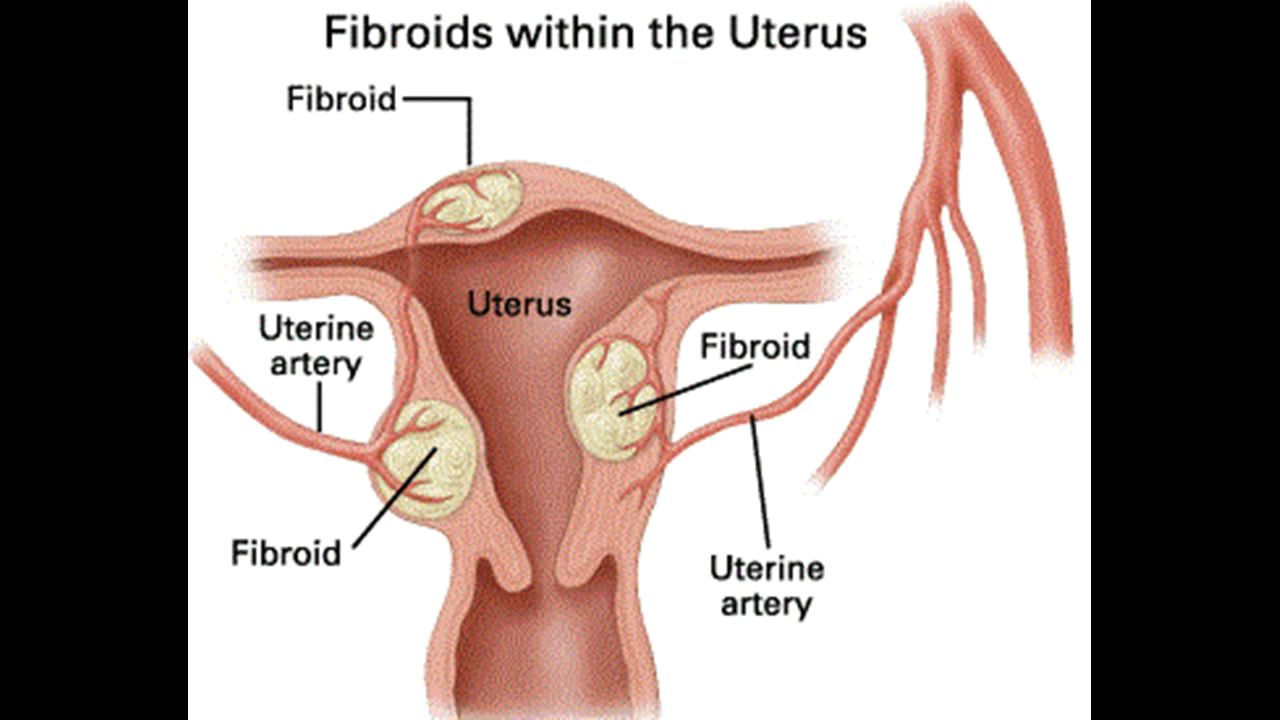 Fibroids within the Uterus
Fibroid
Uterus
Uterine
artery
Fibroid
Fibroid
Uterine
artery